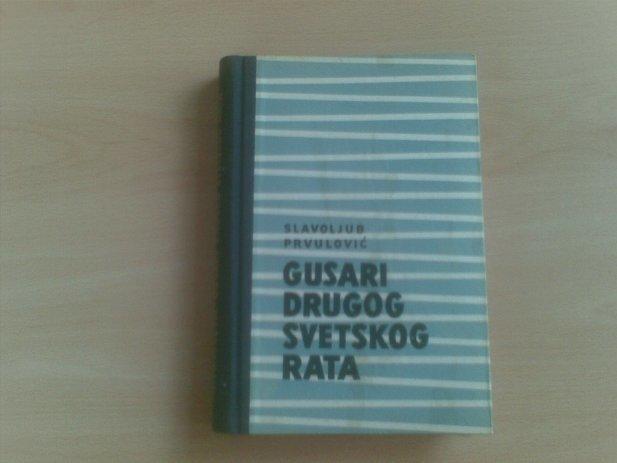 SLAVOLJUB
PRVULOVIĆ
GUSARI
DRUGOG
SVETSKOG
RATA